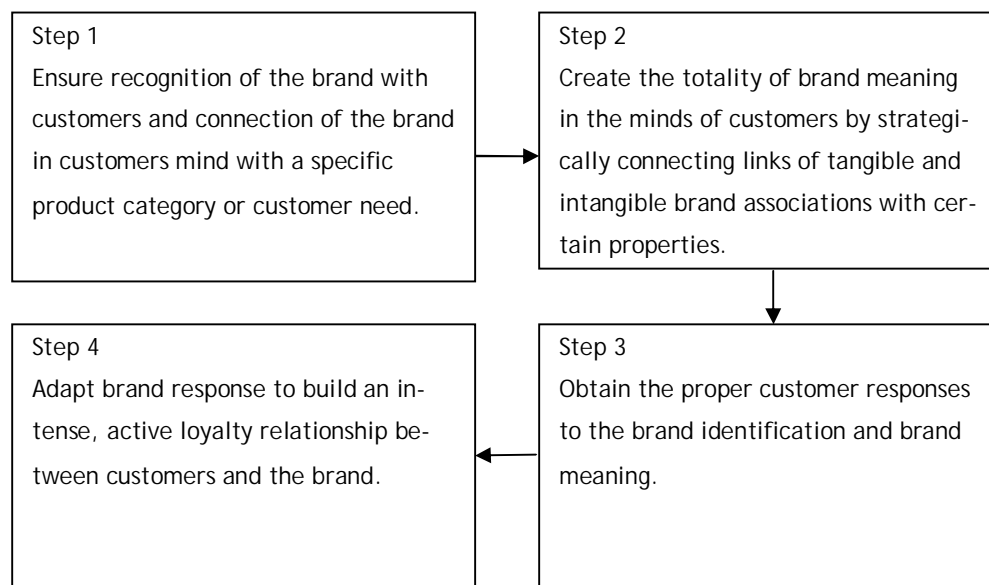 Step 1
Ensure recognition of the brand with
customers and connection of the brand
in customers mind with a specific
product category or customer need.
Step 2
Create the totality of brand meaning
in the minds of customers by strategi-
cally connecting links of tangible and
intangible brand associations with cer-
tain properties.
Step 3
Obtain the proper customer responses
to the brand identification and brand
meaning.
Step 4
Adapt brand response to build an in-
tense, active loyalty relationship be-
tween customers and the brand.